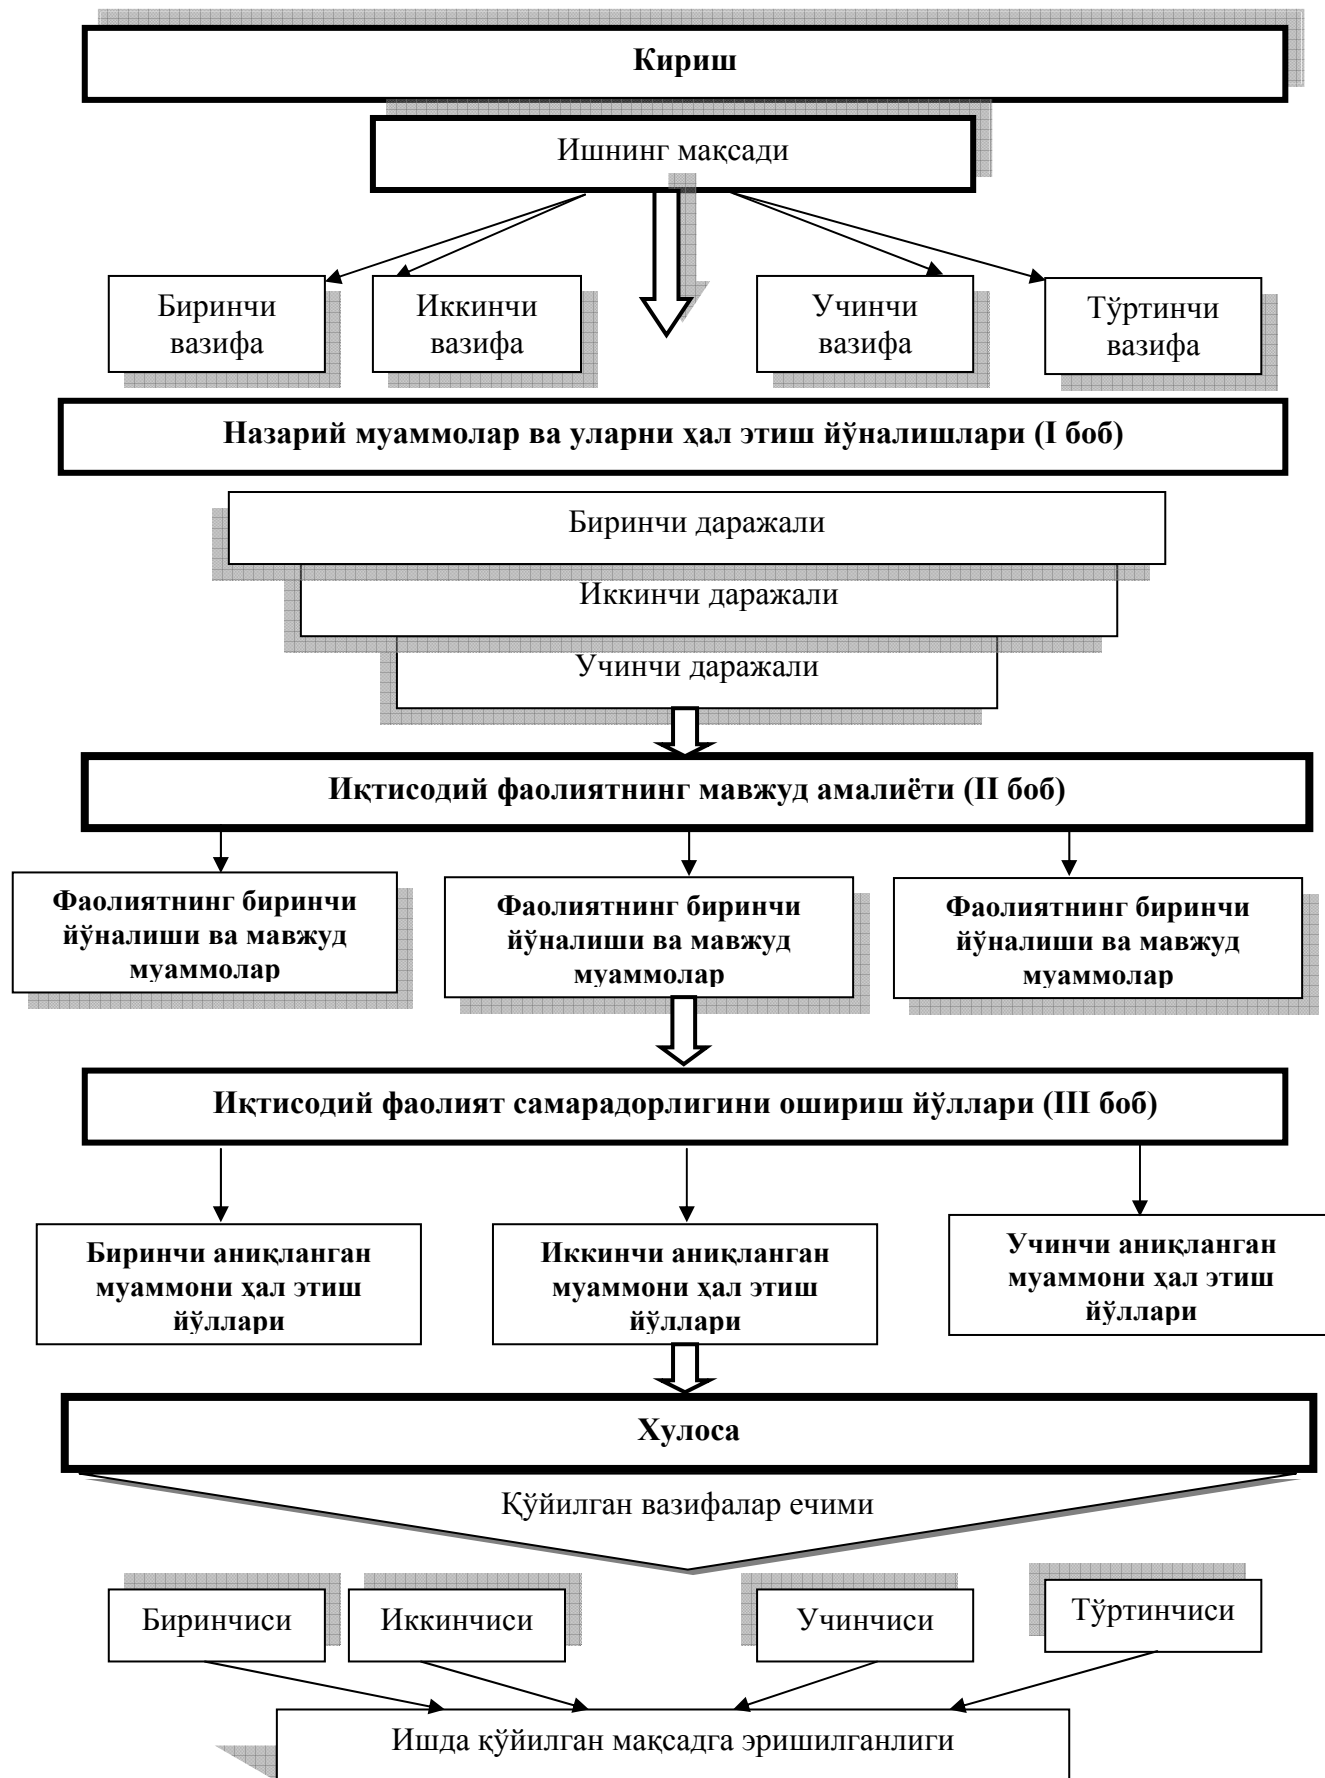 Кириш
Ишнинг мақсади
Биринчи
вазифа
Иккинчи
вазифа
Учинчи
вазифа
Тўртинчи
вазифа
Назарий муаммолар ва уларни ҳал этиш йўналишлари (I боб)
Биринчи даражали
Иккинчи даражали
Учинчи даражали
Иқтисодий фаолиятнинг мавжуд амалиёти (II боб)
Фаолиятнинг биринчи
йўналиши ва мавжуд
муаммолар
Фаолиятнинг биринчи
йўналиши ва мавжуд
муаммолар
Фаолиятнинг биринчи
йўналиши ва мавжуд
муаммолар
Иқтисодий фаолият самарадорлигини ошириш йўллари (III боб)
Биринчи аниқланган
муаммони ҳал этиш
йўллари
Иккинчи аниқланган
муаммони ҳал этиш
йўллари
Учинчи аниқланган
муаммони ҳал этиш
йўллари
Хулоса
Қўйилган вазифалар ечими
Биринчиси
Иккинчиси
Учинчиси
Тўртинчиси
Ишда қўйилган мақсадга эришилганлиги